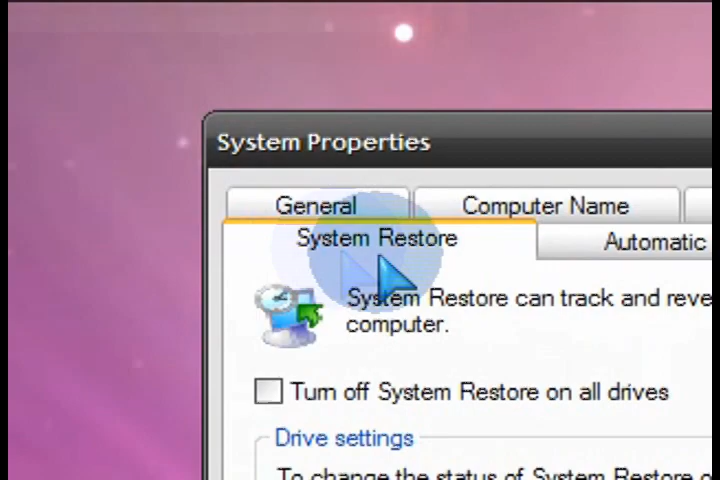 System Properties
General
Computer Name
System Restore
Automatic
System Restore can track and reve
computer.
Turn off System Restore on all drives
Drive settings
To change the status of System Restore o